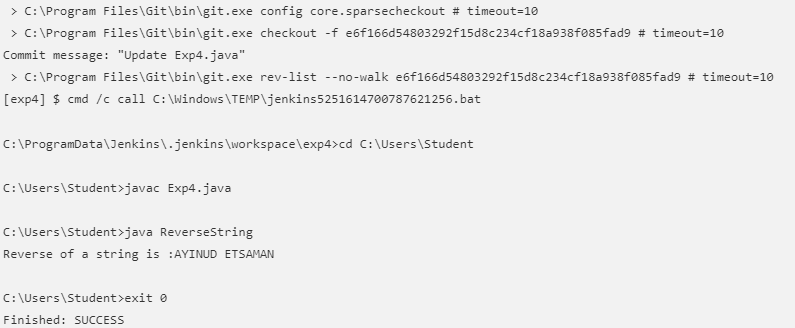 > C:\Program Files\Git\bin\git.exe config core.sparsecheckout # timeout=10
> C:\Program Files\Git\bin\git.exe checkout -f e6f166d54803292f15d8c234cf18a938f085fad9 # timeout=10
Commit message: "Update Exp4.java"
> C:\Program Files\Git\bin\git.exe rev-list --no-walk e6f166d54803292f15d8c234cf18a938f085fad9 # timeout=10
[exp4] $ cmd /c call C:\Windows\TEMP\jenkins5251614700787621256.bat
C:\ProgramData\Jenkins\.jenkins\workspace\exp4>cd C:\Users\Student
C:\Users\Student>javac Exp4.java
C:\Users\Student>java ReverseString
Reverse of a string is :AYINUD ETSAMAN
C:\Users\Student>exit 0
Finished: SUCCESS